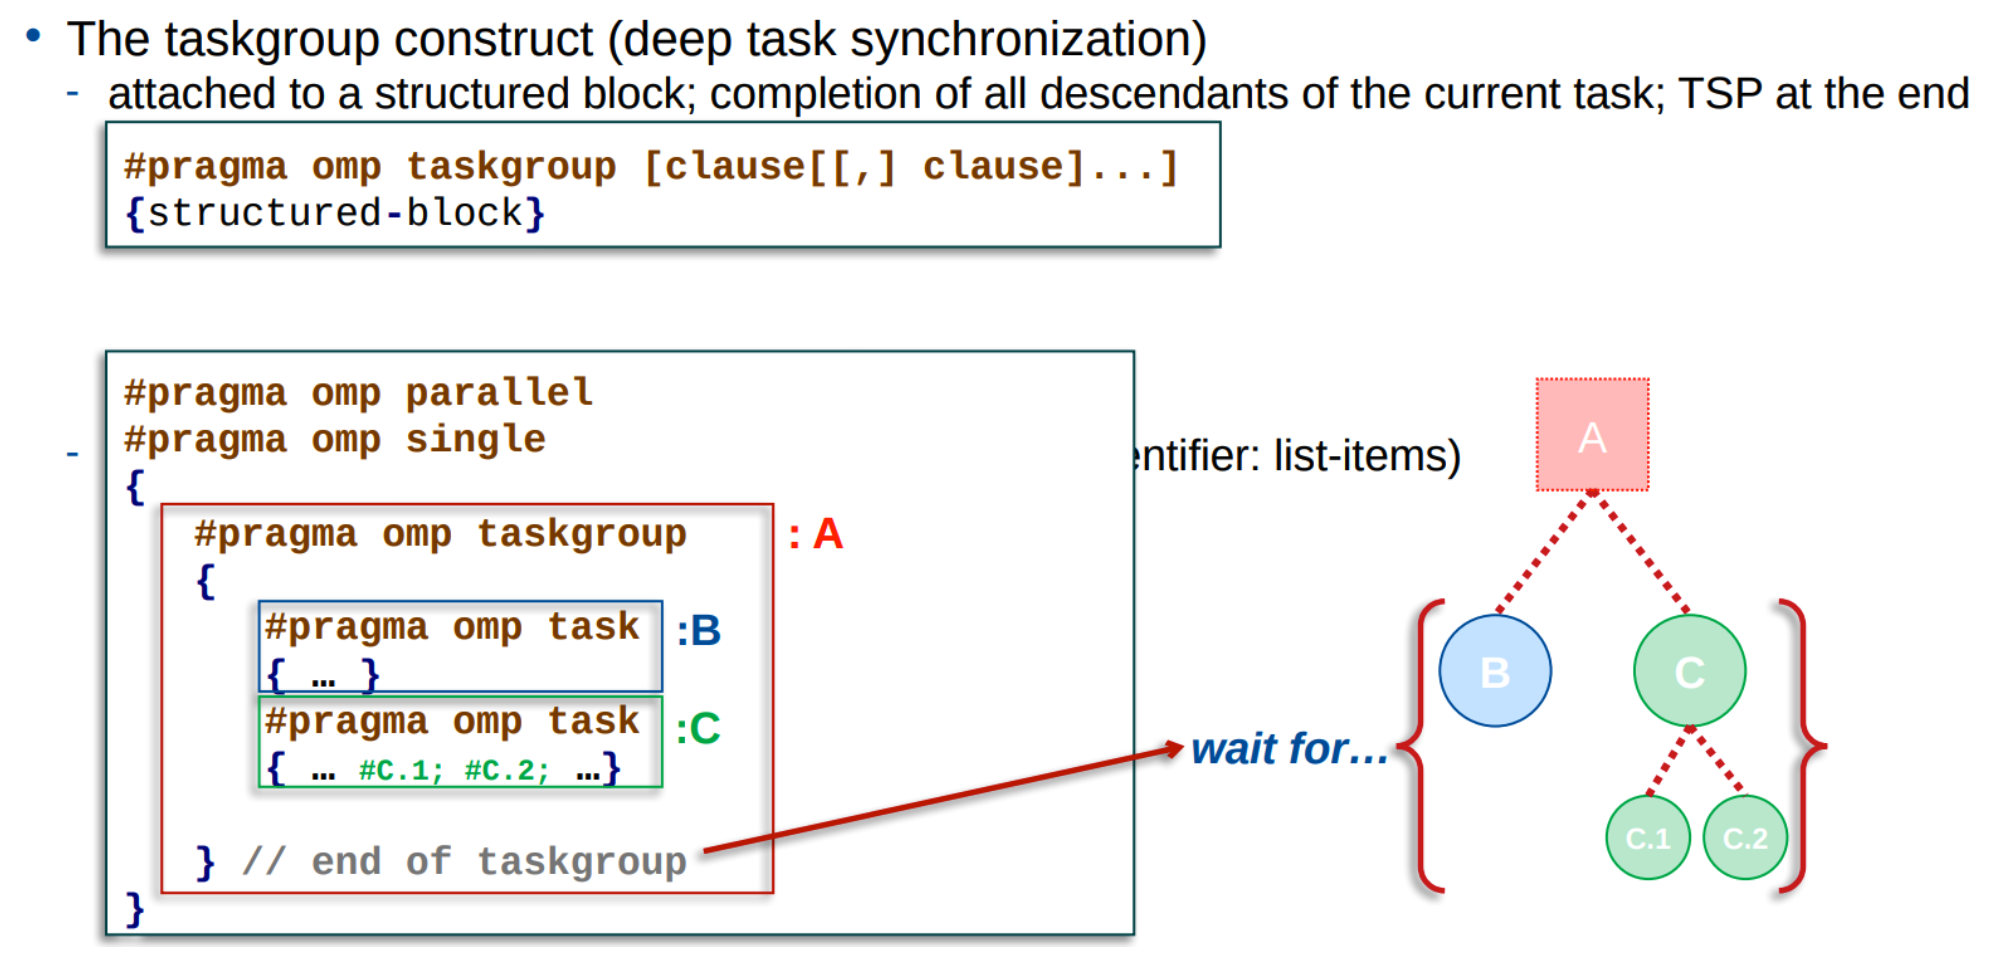 • The taskgroup construct (deep task synchronization)
- attached to a structured block; completion of all descendants of the current task; TSP at the end
#pragma omp taskgroup [clause[[,] clause]...]
{structured-block}
- entifier: list-items)
#pragma omp parallel
#pragma omp single
{
#pragma omp taskgroup : A
{
#pragma omp task :B
{ … }
#pragma omp task :C
{ … #C.1; #C.2; …}
} // end of taskgroup
}
wait for…
A
B C
C.1 C.2